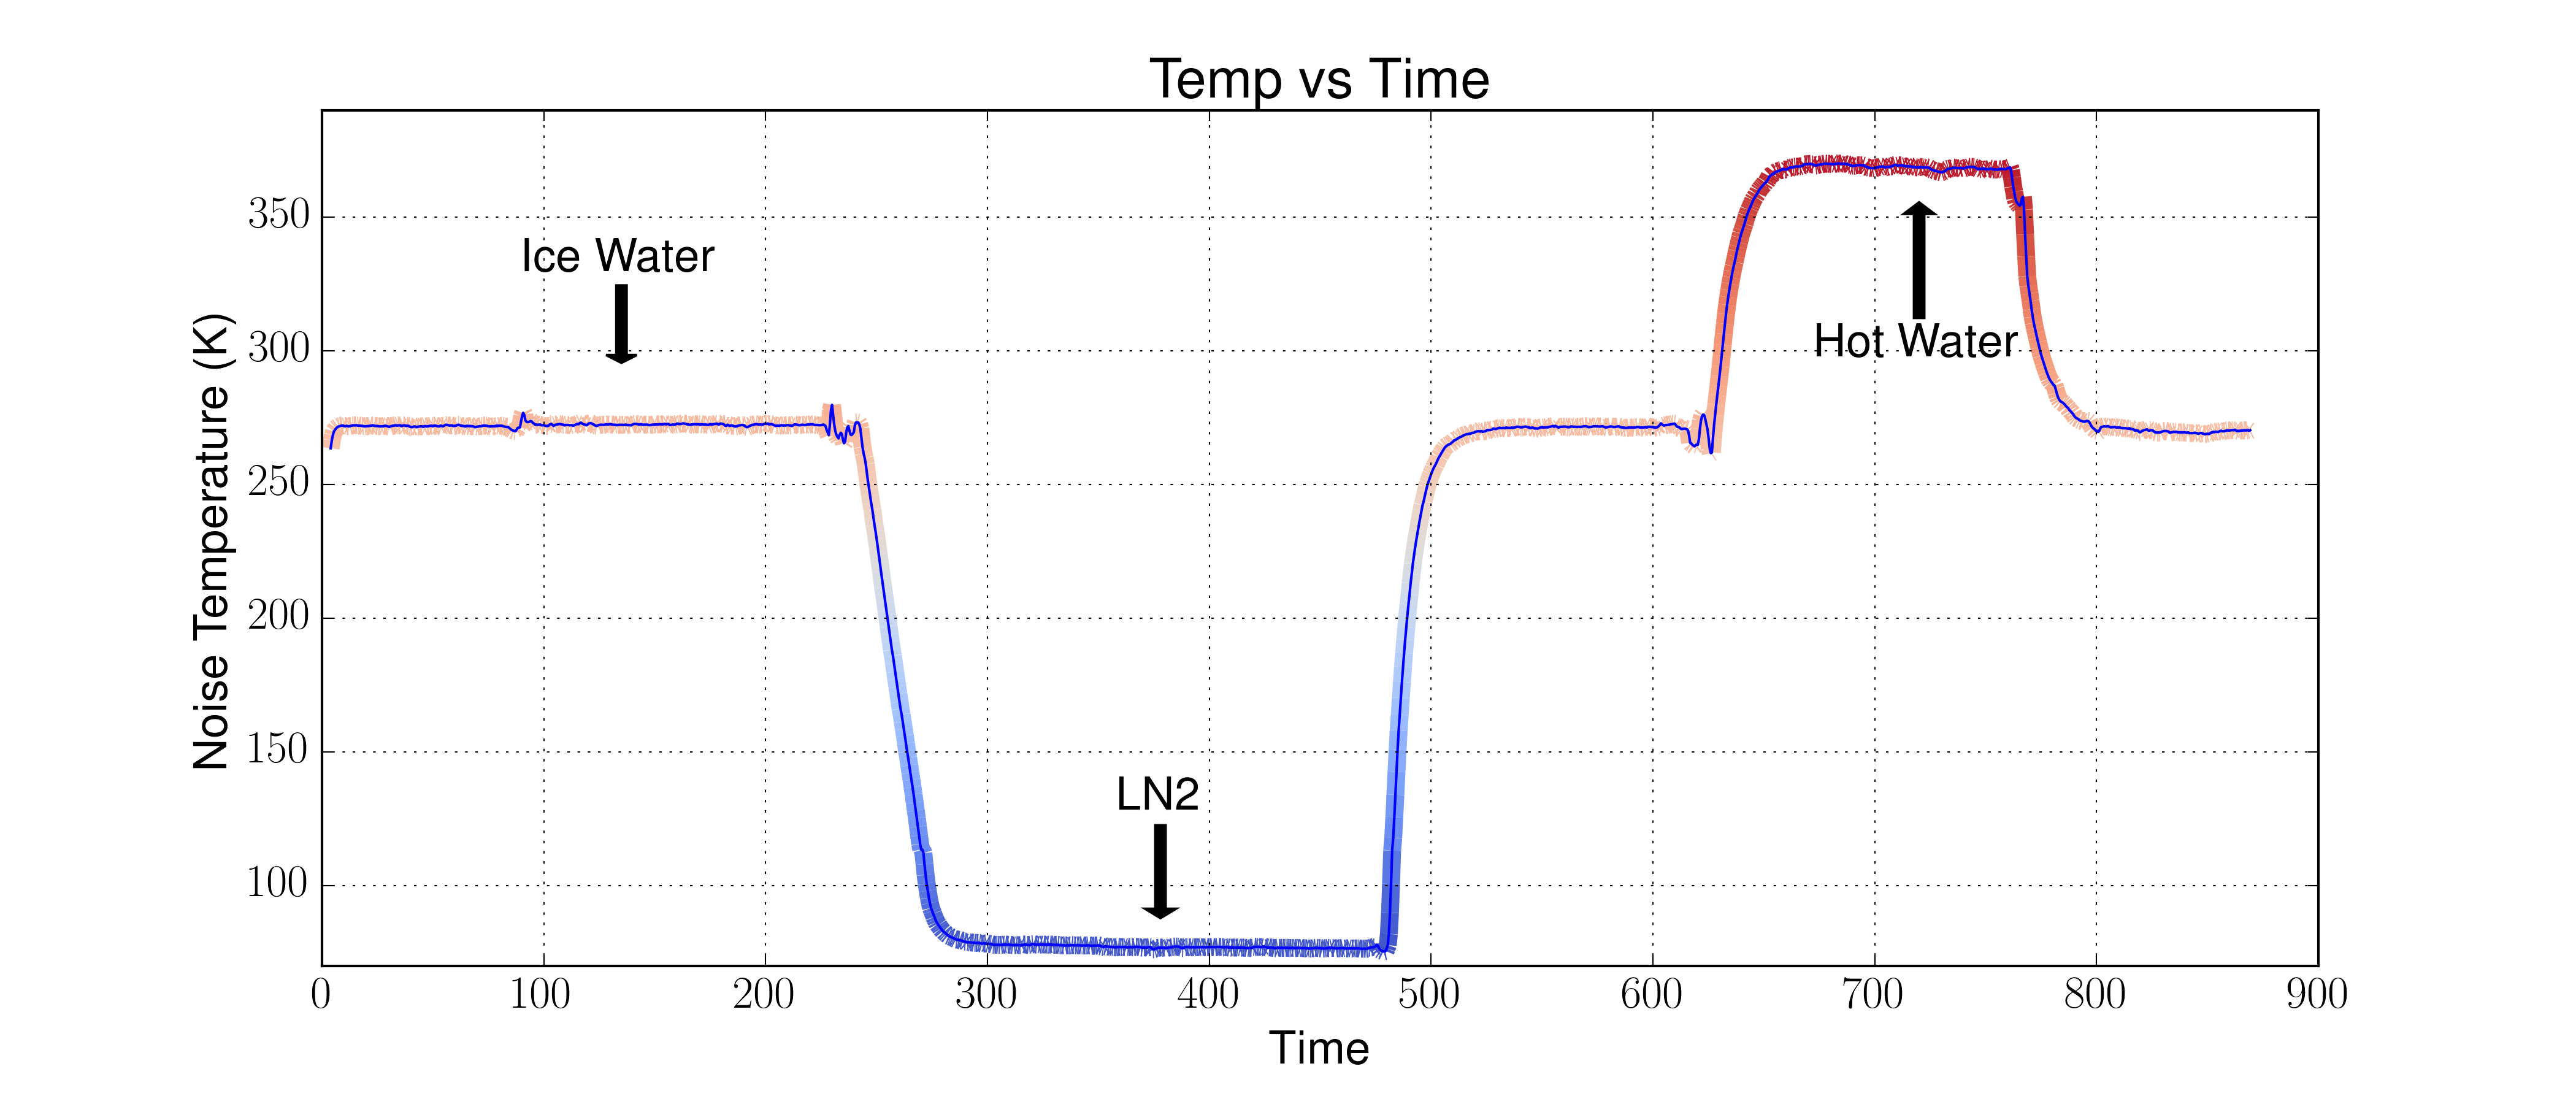 Temp vs Time
Noise Temperature (K)
350
300
250
200
150
100
Ice Water
Hot Water
LN2
0 100 200 300 400 500 600 700 800 900
Time